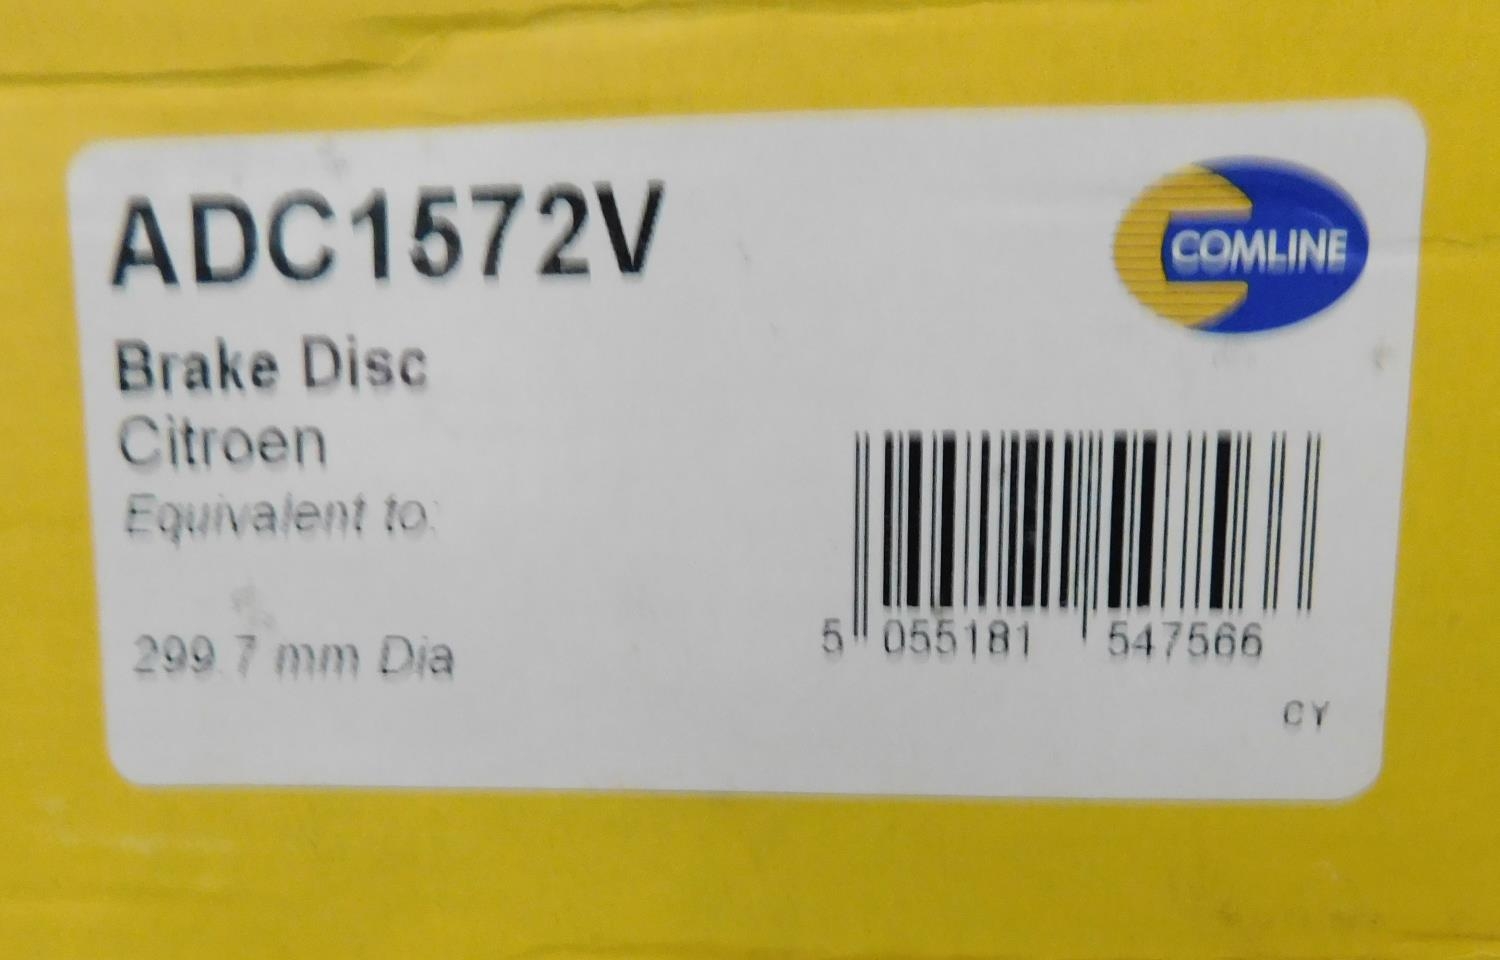 ADC1572V
COMLINE
Brake Disc
Citroen
Equivalent to:
299.7 mm Dia
5 055181 547566
CY